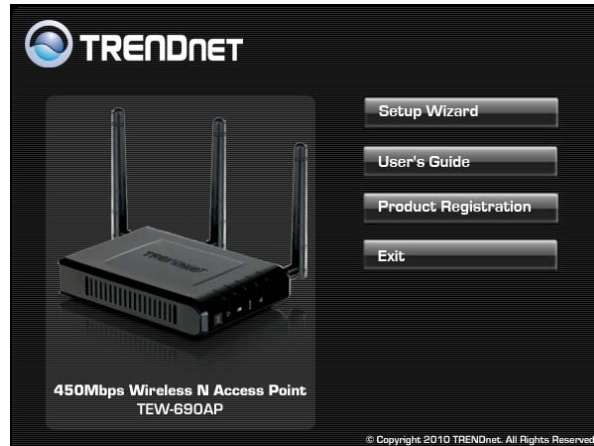 TRENDNET
Setup Wizard
User's Guide
Product Registration
Exit
TRENDNET
450Mbps Wireless N Access Point
TEW-690AP
© Copyright 2010 TRENDnet. All Rights Reserved